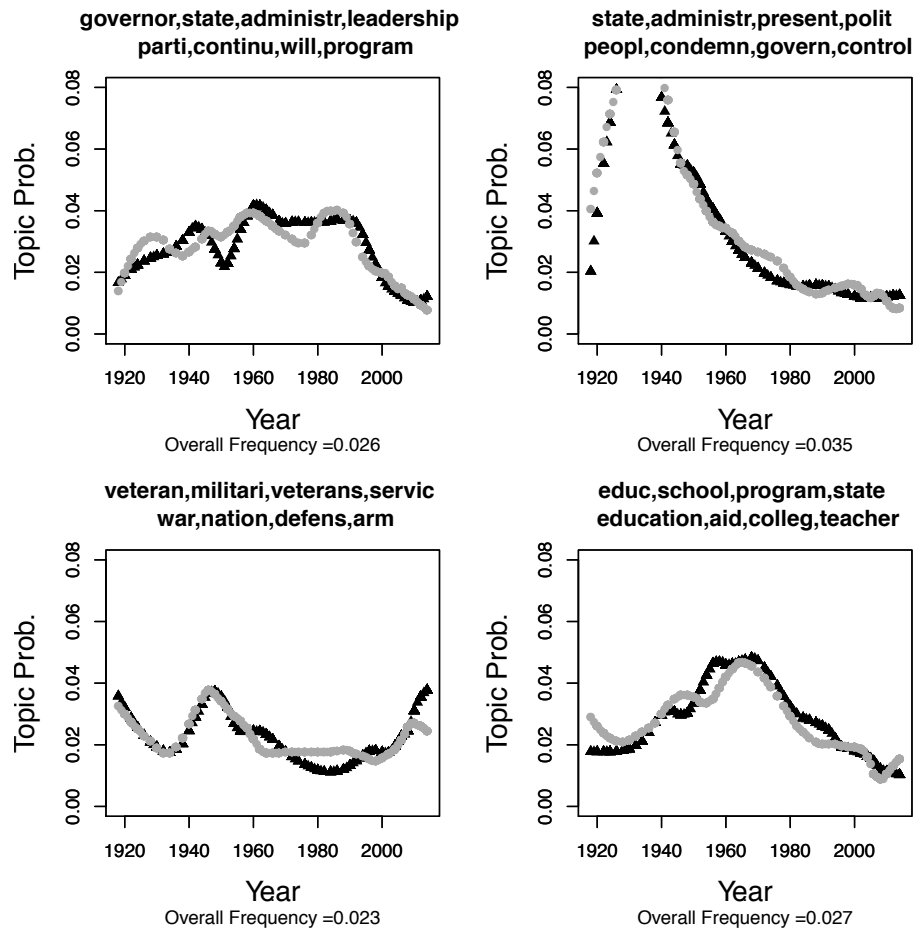 governor,state,administr,leadership
parti,continu,will,program
Topic Prob.
0.08
0.06
0.04
0.02
0.00
1920 1940 1960 1980 2000
Year
Overall Frequency =0.026
state,administr,present,polit
peopl,condemn,govern,control
Topic Prob.
0.08
0.06
0.04
0.02
0.00
1920 1940 1960 1980 2000
Year
Overall Frequency =0.035
veteran,militari,veterans,servic
war,nation,defens,arm
Topic Prob.
0.08
0.06
0.04
0.02
0.00
1920 1940 1960 1980 2000
Year
Overall Frequency =0.023
educ,school,program,state
education,aid,colleg,teacher
Topic Prob.
0.08
0.06
0.04
0.02
0.00
1920 1940 1960 1980 2000
Year
Overall Frequency =0.027